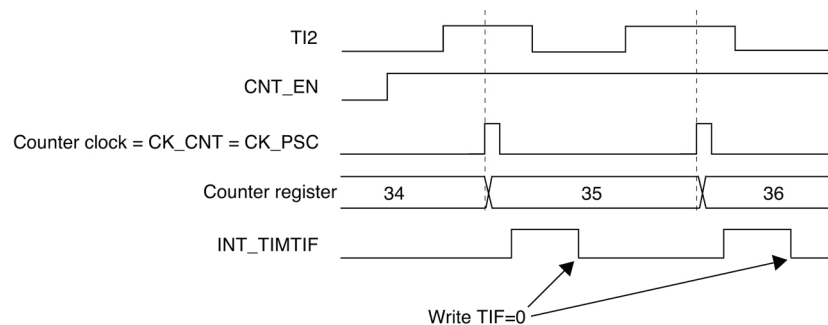 TI2
CNT_EN
Counter clock = CK_CNT = CK_PSC
Counter register 34 35 36
INT_TIMTIF
Write TIF=0